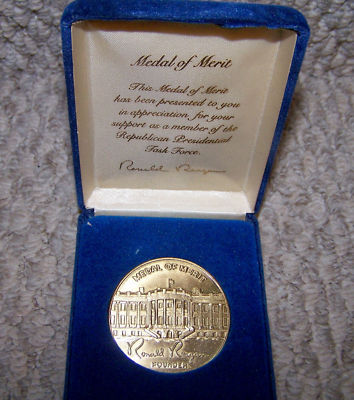 Medal of Merit
This Medal of Merit
has been presented to you
in appreciation, for your
support as a member of the
Republican Presidential
Task Force.
Ronald Reagan
MEDAL OF MERIT
Ronald Reagan
FOUNDER